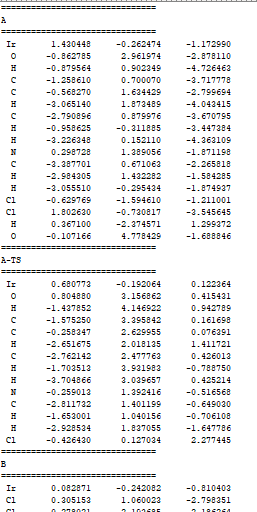 ==============================
A
==============================
Ir 1.430448 -0.262474 -1.172990
O -0.862785 2.961974 -2.878110
H -0.879564 0.902349 -4.726463
C -1.258610 0.700070 -3.717778
C -0.568270 1.634429 -2.799694
H -3.065140 1.873489 -4.043415
C -2.790896 0.879976 -3.670795
H -0.958625 -0.311885 -3.447384
H -3.226348 0.152110 -4.363109
N 0.298728 1.389056 -1.871198
C -3.387701 0.671063 -2.265818
H -2.984305 1.432282 -1.584285
H -3.055510 -0.295434 -1.874937
Cl -0.629769 -1.594610 -1.211001
Cl 1.802630 -0.730817 -3.545645
H 0.367100 -2.374571 1.299372
O -0.107166 4.778429 -1.688846
==============================
A-TS
==============================
Ir 0.680773 -0.192064 0.122364
O 0.804880 3.156862 0.415431
H -1.437852 4.146922 0.942789
C -1.575250 3.395842 0.161698
C -0.258347 2.629955 0.076391
H -2.651675 2.018135 1.411721
C -2.762142 2.477763 0.426013
H -1.703513 3.931983 -0.788750
H -3.704866 3.039657 0.425214
N -0.259013 1.392416 -0.516568
C -2.811732 1.401199 -0.649030
H -1.653001 1.040156 -0.706108
H -2.928534 1.837055 -1.647786
Cl -0.426430 0.127034 2.277445
==============================
B
==============================
Ir 0.082871 -0.242082 -0.810403
Cl 0.305153 1.060023 -2.798351